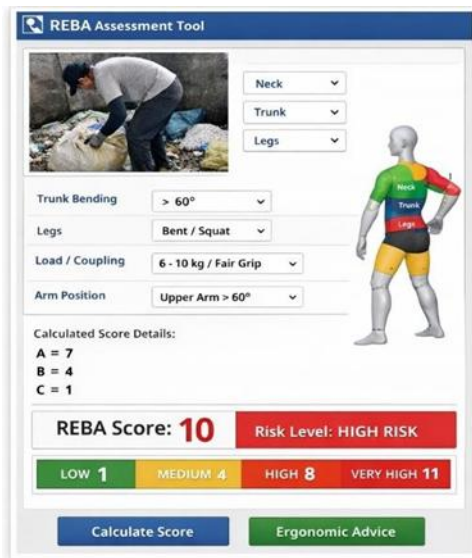 REBA Assessment Tool
Neck
Trunk
Legs
Neck
Trunk
Legs
Trunk Bending > 60°
Legs Bent / Squat
Load / Coupling 6 - 10 kg / Fair Grip
Arm Position Upper Arm > 60°
Calculated Score Details:
A = 7
B = 4
C = 1
REBA Score: 10 Risk Level: HIGH RISK
LOW 1 MEDIUM 4 HIGH 8 VERY HIGH 11
Calculate Score Ergonomic Advice